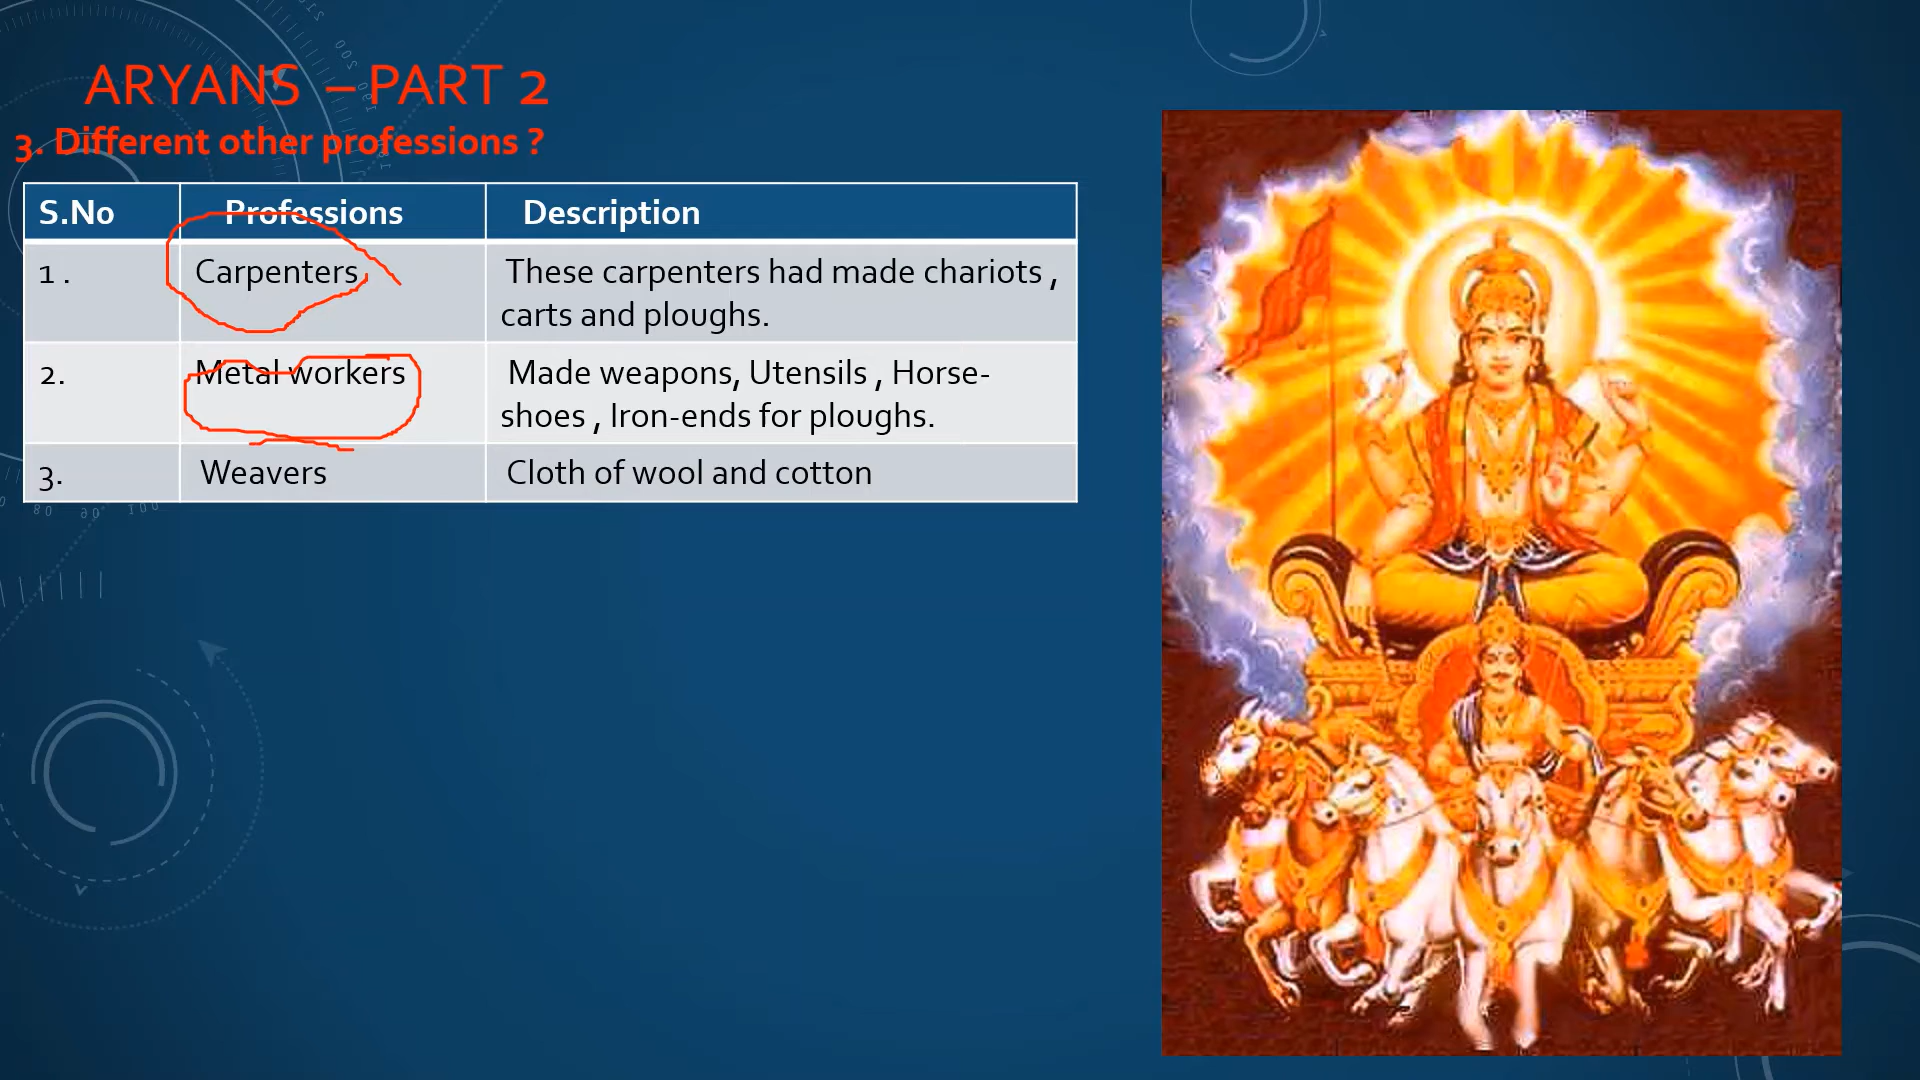 ARYANS – PART 2
3. Different other professions ?
S.No Professions Description
1 . Carpenters These carpenters had made chariots ,
carts and ploughs.
2. Metal workers Made weapons, Utensils , Horse-
shoes , Iron-ends for ploughs.
3. Weavers Cloth of wool and cotton